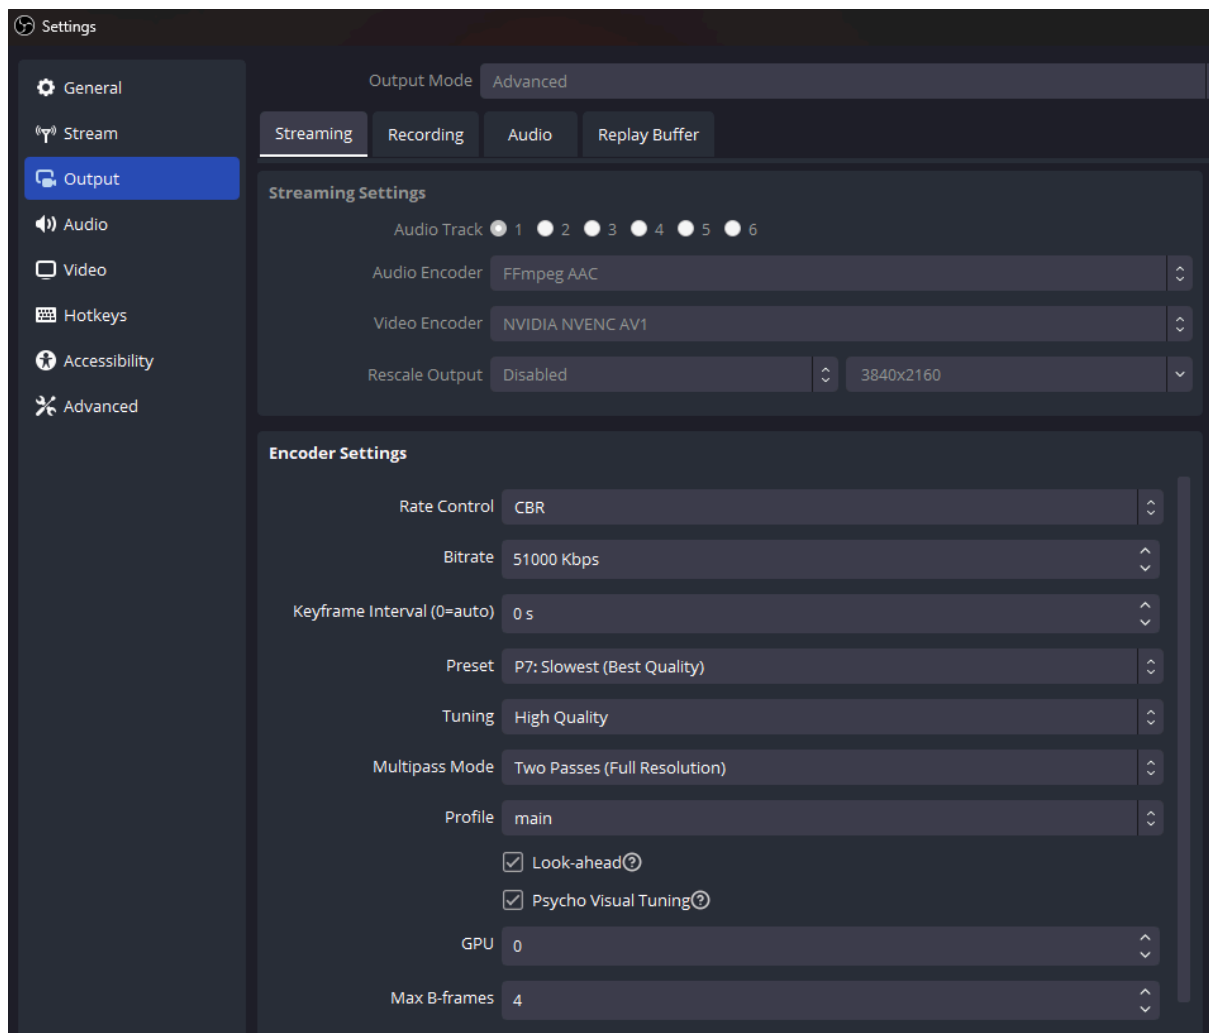 Settings
General
Stream
Output
Audio
Video
Hotkeys
Accessibility
Advanced
Output Mode Advanced
Streaming Recording Audio Replay Buffer
Streaming Settings
Audio Track 1 2 3 4 5 6
Audio Encoder FFmpeg AAC
Video Encoder NVIDIA NVENC AV1
Rescale Output Disabled 3840x2160
Encoder Settings
Rate Control CBR
Bitrate 51000 Kbps
Keyframe Interval (0=auto) 0 s
Preset P7: Slowest (Best Quality)
Tuning High Quality
Multipass Mode Two Passes (Full Resolution)
Profile main
Look-ahead?
Psycho Visual Tuning?
GPU 0
Max B-frames 4